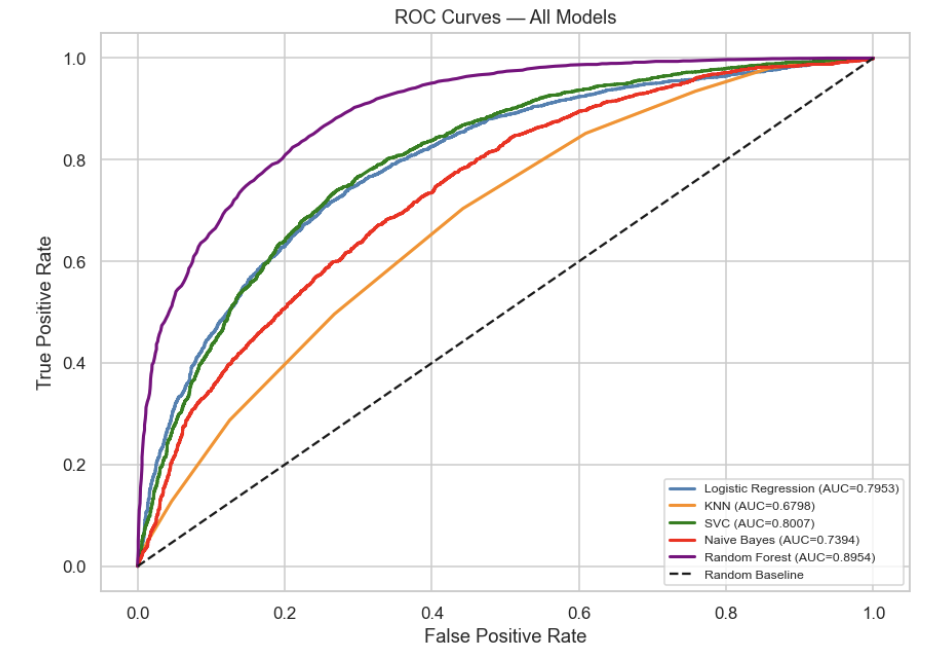 ROC Curves — All Models
True Positive Rate
1.0
0.8
0.6
0.4
0.2
0.0
0.0 0.2 0.4 0.6 0.8 1.0
False Positive Rate
Logistic Regression (AUC=0.7953)
KNN (AUC=0.6798)
SVC (AUC=0.8007)
Naive Bayes (AUC=0.7394)
Random Forest (AUC=0.8954)
Random Baseline